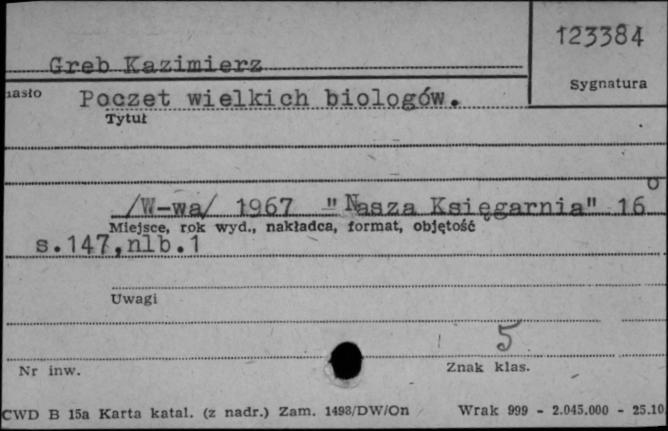 123384
Greb Kazimierz
Sygnatura
hasło Poczet wielkich biologów.
Tytuł
/W-wa/ 1967 "Nasza Księgarnia" 16°
Miejsce, rok wyd., nakładca, format, objętość
s.147,nlb.1
Uwagi
5
Nr inw. Znak klas.
CWD B 15a Karta katal. (z nadr.) Zam. 1493/DW/On Wrak 999 - 2.045.000 - 25.10